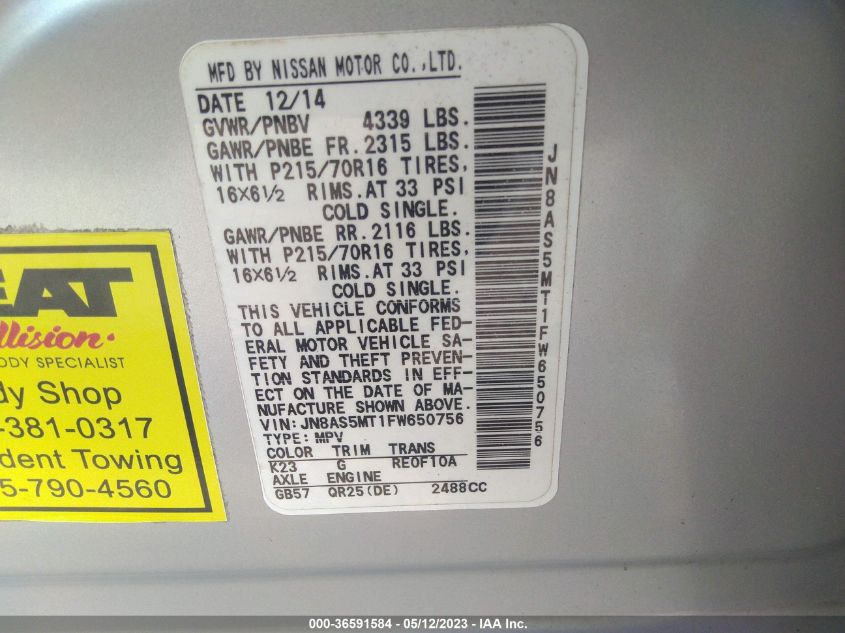 MFD BY NISSAN MOTOR CO.,LTD.
DATE 12/14
GVWR/PNBV 4339 LBS.
GAWR/PNBE FR. 2315 LBS.
WITH P215/70R16 TIRES,
16X6½ RIMS.AT 33 PSI
COLD SINGLE.
GAWR/PNBE RR. 2116 LBS.
WITH P215/70R16 TIRES,
16X6½ RIMS.AT 33 PSI
COLD SINGLE.
THIS VEHICLE CONFORMS
TO ALL APPLICABLE FED-
ERAL MOTOR VEHICLE SA-
FETY AND THEFT PREVEN-
TION STANDARDS IN EFF-
ECT ON THE DATE OF MA-
NUFACTURE SHOWN ABOVE.
VIN: JN8AS5MT1FW650756
TYPE: MPV
COLOR TRIM TRANS
K23 G RE0F10A
AXLE ENGINE
GB57 QR25(DE) 2488CC
JN8AS5MT1FW650756
EAT
llision.
ODY SPECIALIST
dy Shop
-381-0317
dent Towing
5-790-4560
000-36591584 - 05/12/2023 - IAA Inc.